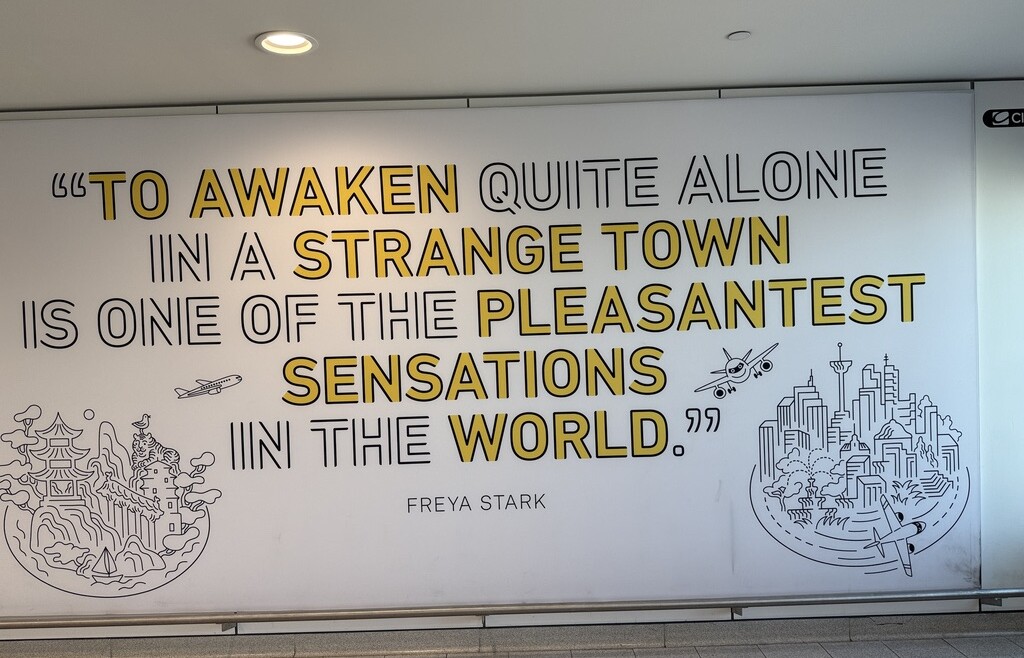 “TO AWAKEN QUITE ALONE
IN A STRANGE TOWN
IS ONE OF THE PLEASANTEST
SENSATIONS
IN THE WORLD.”
FREYA STARK